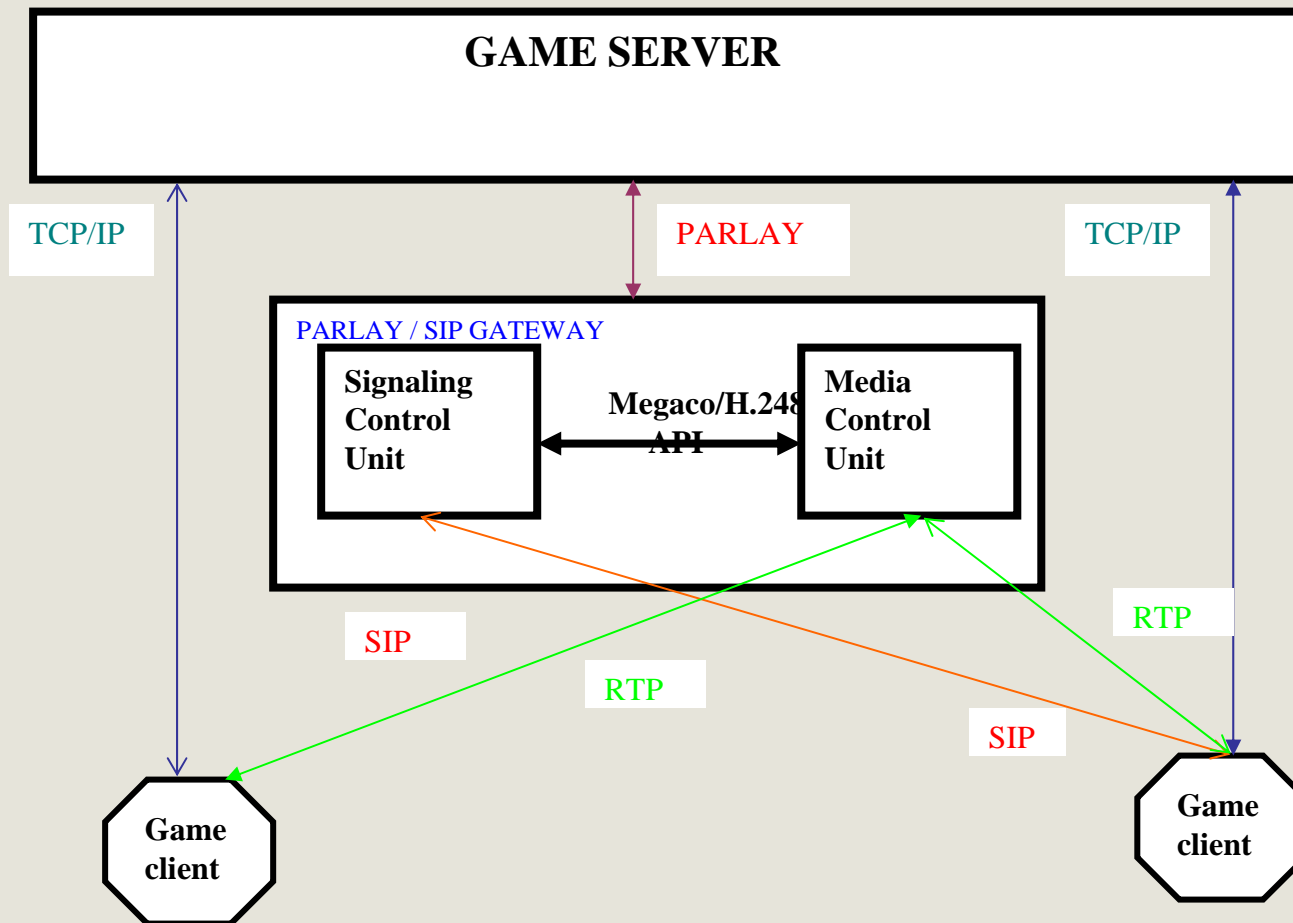 GAME SERVER
TCP/IP
PARLAY
TCP/IP
PARLAY / SIP GATEWAY
Signaling
Control
Unit
Megaco/H.248
API
Media
Control
Unit
SIP
RTP
RTP
SIP
Game
client
Game
client